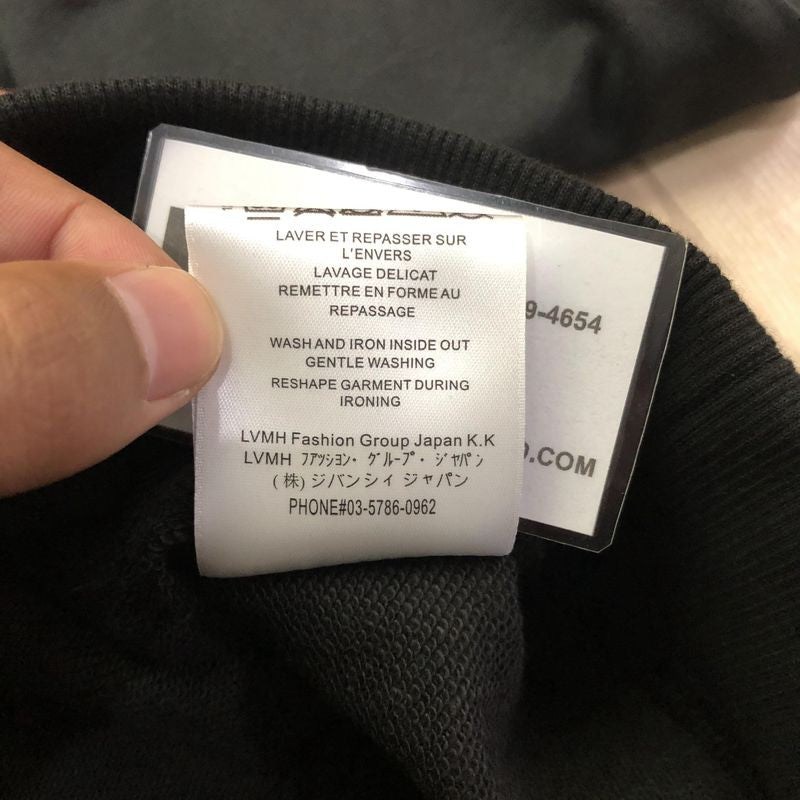 LAVER ET REPASSER SUR
L'ENVERS
LAVAGE DELICAT
REMETTRE EN FORME AU
REPASSAGE
WASH AND IRON INSIDE OUT
GENTLE WASHING
RESHAPE GARMENT DURING
IRONING
LVMH Fashion Group Japan K.K
LVMH ファッション・グループ・ジャパン
(株)ジバンシィ ジャパン
PHONE#03-5786-0962
9-4654
.COM